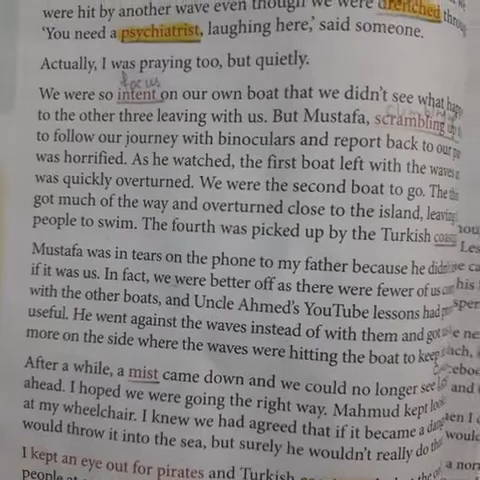 were hit by another wave even though we were drenched
'You need a psychiatrist, laughing here,' said someone.
Actually, I was praying too, but quietly.
focus
We were so intent on our own boat that we didn't see what
to the other three leaving with us. But Mustafa, scrambling up
to follow our journey with binoculars and report back to our
was horrified. As he watched, the first boat left with the waves
was quickly overturned. We were the second boat to go. The
got much of the way and overturned close to the island, leaving
people to swim. The fourth was picked up by the Turkish
Mustafa was in tears on the phone to my father because he
if it was us. In fact, we were better off as there were fewer of us
with the other boats, and Uncle Ahmed's YouTube lessons had
useful. He went against the waves instead of with them and got
more on the side where the waves were hitting the boat to keep
After a while, a mist came down and we could no longer see
ahead. I hoped we were going the right way. Mahmud kept
at my wheelchair. I knew we had agreed that if it became a
would throw it into the sea, but surely he wouldn't really do
I kept an eye out for pirates and Turkish
people